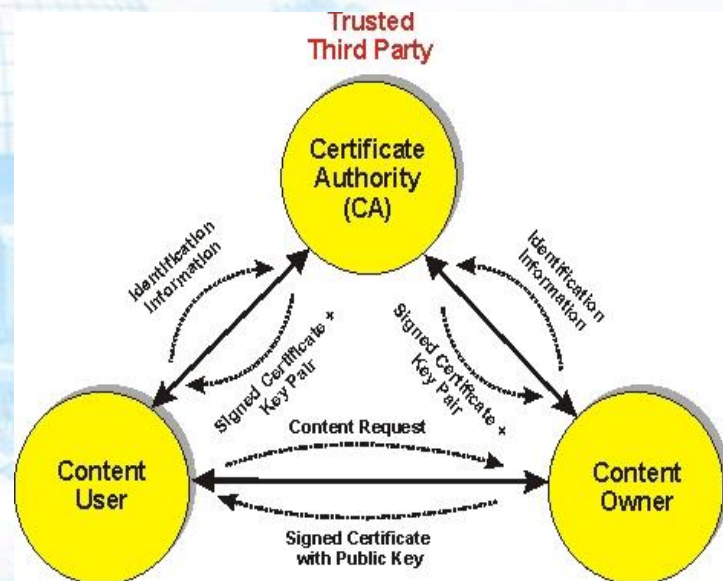 Trusted
Third Party
Certificate
Authority
(CA)
Identification
Information
Identification
Information
Signed Certificate +
Key Pair
Signed Certificate +
Key Pair
Content Request
Content
User
Content
Owner
Signed Certificate
with Public Key